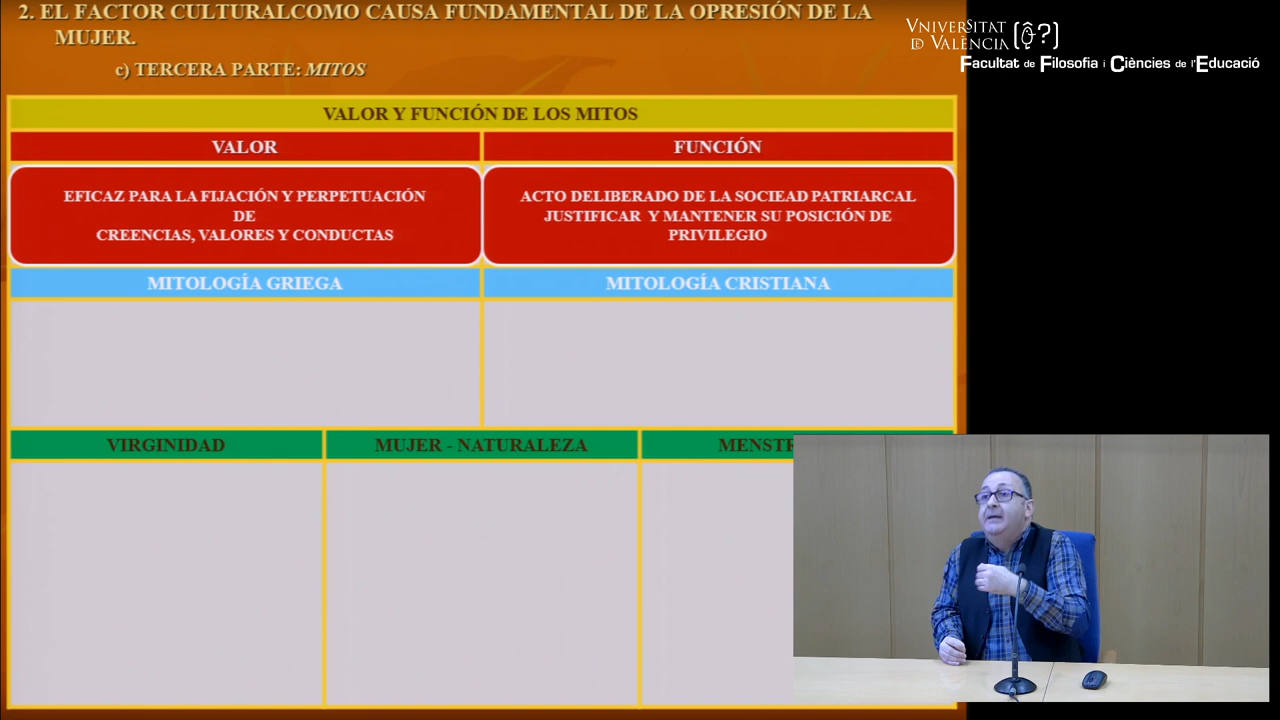 2. EL FACTOR CULTURALCOMO CAUSA FUNDAMENTAL DE LA OPRESIÓN DE LA
MUJER.
c) TERCERA PARTE: MITOS
VALOR Y FUNCIÓN DE LOS MITOS
VALOR
FUNCIÓN
EFICAZ PARA LA FIJACIÓN Y PERPETUACIÓN
DE
CREENCIAS, VALORES Y CONDUCTAS
ACTO DELIBERADO DE LA SOCIEAD PATRIARCAL
JUSTIFICAR Y MANTENER SU POSICIÓN DE
PRIVILEGIO
MITOLOGÍA GRIEGA
MITOLOGÍA CRISTIANA
VIRGINIDAD
MUJER - NATURALEZA
VNIVERSITAT
DE VALÈNCIA
Facultat de Filosofia i Ciències de l'Educació